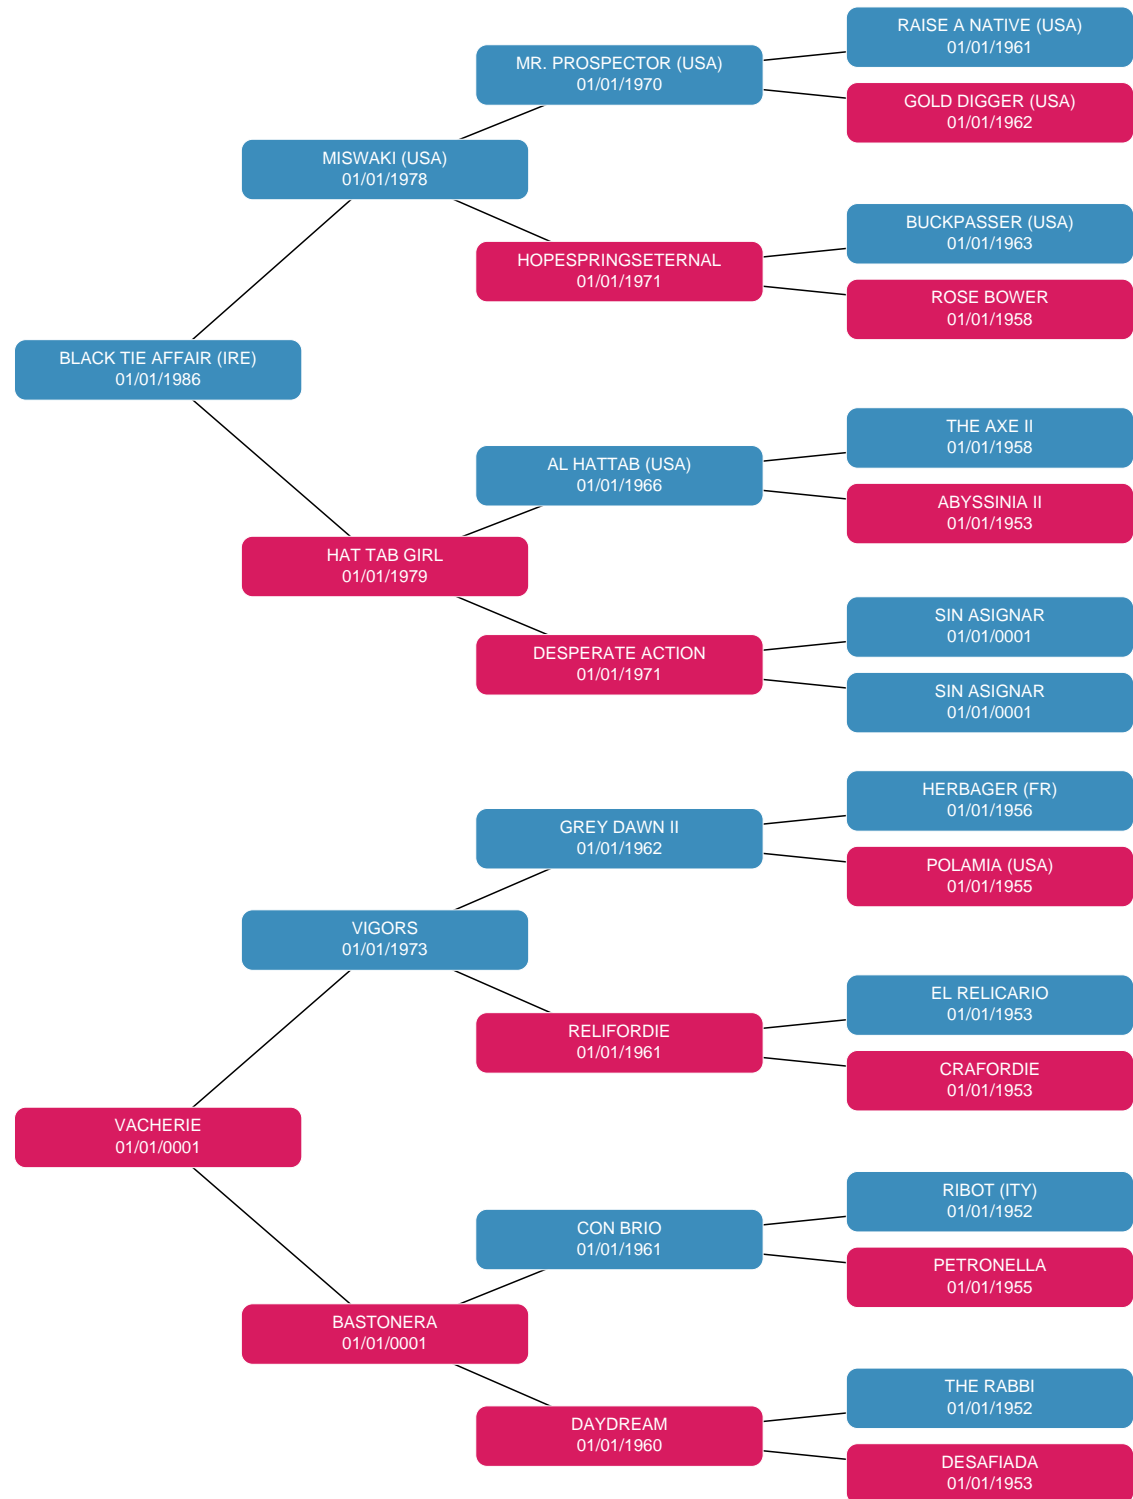 RAISE A NATIVE (USA)
01/01/1961
MR. PROSPECTOR (USA)
01/01/1970
GOLD DIGGER (USA)
01/01/1962
MISWAKI (USA)
01/01/1978
BUCKPASSER (USA)
01/01/1963
HOPESPRINGSETERNAL
01/01/1971
ROSE BOWER
01/01/1958
BLACK TIE AFFAIR (IRE)
01/01/1986
THE AXE II
01/01/1958
AL HATTAB (USA)
01/01/1966
ABYSSINIA II
01/01/1953
HAT TAB GIRL
01/01/1979
SIN ASIGNAR
01/01/0001
DESPERATE ACTION
01/01/1971
SIN ASIGNAR
01/01/0001
HERBAGER (FR)
01/01/1956
GREY DAWN II
01/01/1962
POLAMIA (USA)
01/01/1955
VIGORS
01/01/1973
EL RELICARIO
01/01/1953
RELIFORDIE
01/01/1961
CRAFORDIE
01/01/1953
VACHERIE
01/01/0001
RIBOT (ITY)
01/01/1952
CON BRIO
01/01/1961
PETRONELLA
01/01/1955
BASTONERA
01/01/0001
THE RABBI
01/01/1952
DAYDREAM
01/01/1960
DESAFIADA
01/01/1953